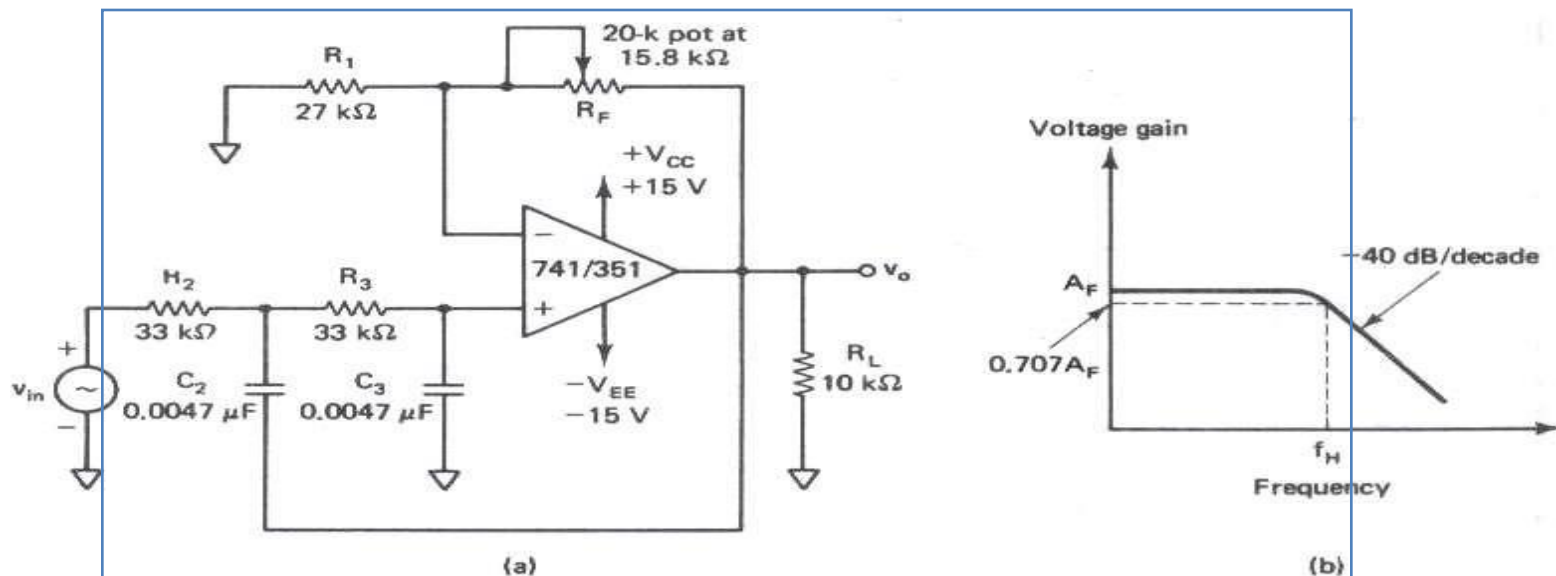 20-k pot at
15.8 kΩ
R1
27 kΩ
RF
+VCC
+15 V
−
741/351
+
−VEE
−15 V
H2
33 kΩ
R3
33 kΩ
+
vin
~
−
C2
0.0047 µF
C3
0.0047 µF
vo
RL
10 kΩ
(a)
Voltage gain
−40 dB/decade
AF
0.707AF
fH
Frequency
(b)